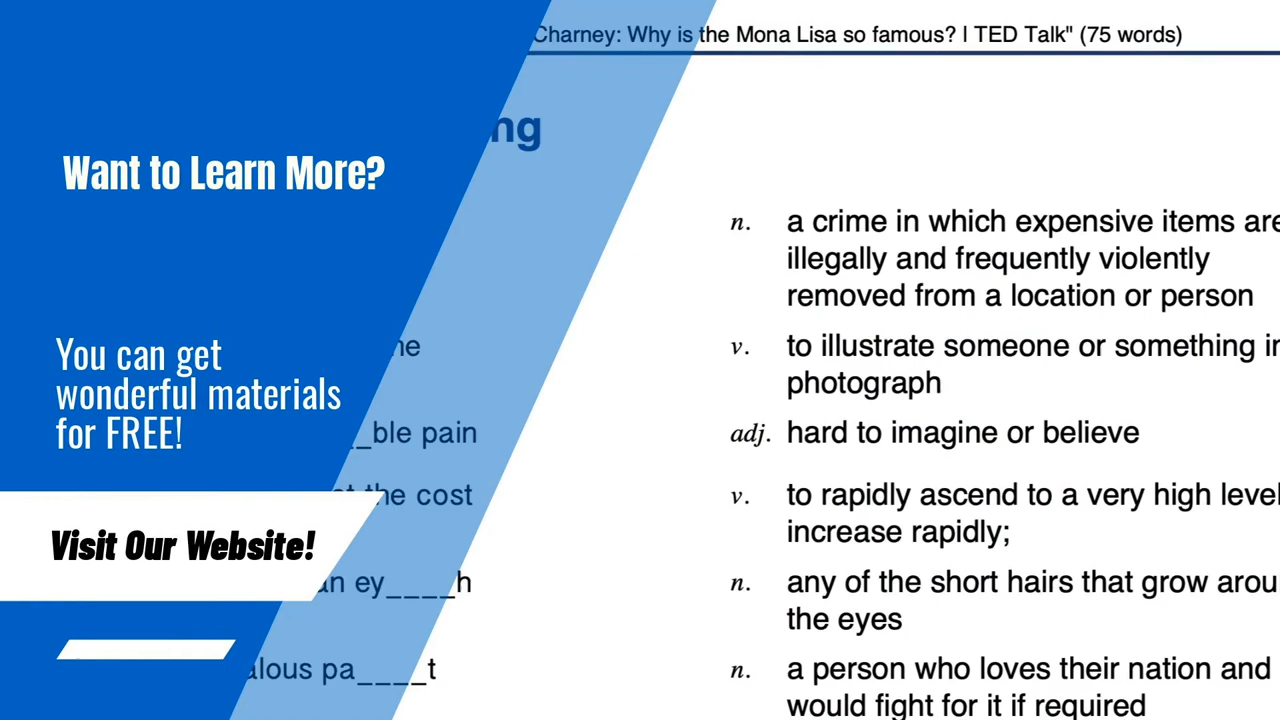 Charney: Why is the Mona Lisa so famous? | TED Talk" (75 words)
ng
Want to Learn More?
You can get
wonderful materials
for FREE!
Visit Our Website!
n. a crime in which expensive items are
illegally and frequently violently
removed from a location or person
he v. to illustrate someone or something in
photograph
_ble pain adj. hard to imagine or believe
the cost v. to rapidly ascend to a very high level
increase rapidly;
an ey____h n. any of the short hairs that grow arou
the eyes
alous pa____t n. a person who loves their nation and
would fight for it if required